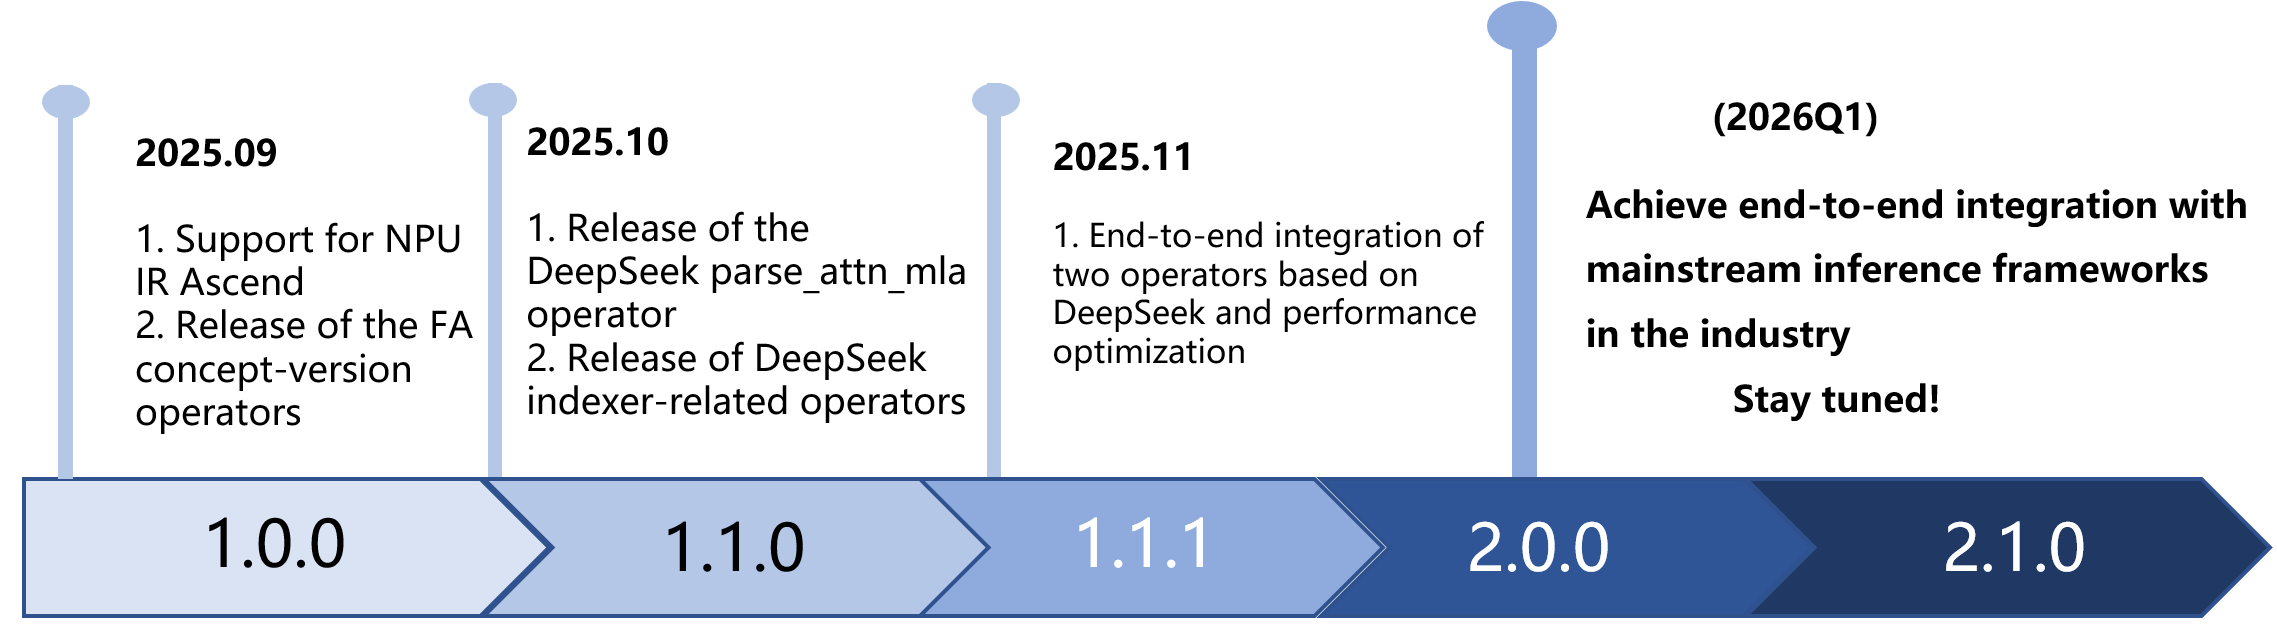 2025.09
1. Support for NPU
IR Ascend
2. Release of the FA
concept-version
operators
2025.10
1. Release of the
DeepSeek parse_attn_mla
operator
2. Release of DeepSeek
indexer-related operators
2025.11
1. End-to-end integration of
two operators based on
DeepSeek and performance
optimization
(2026Q1)
Achieve end-to-end integration with
mainstream inference frameworks
in the industry
Stay tuned!
1.0.0
1.1.0
1.1.1
2.0.0
2.1.0